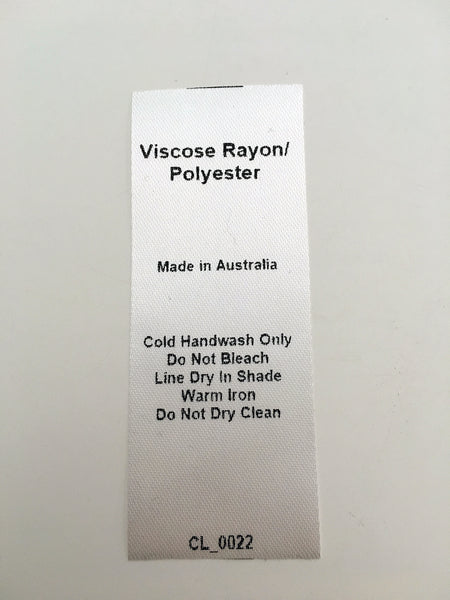 Viscose Rayon/
Polyester
Made in Australia
Cold Handwash Only
Do Not Bleach
Line Dry In Shade
Warm Iron
Do Not Dry Clean
CL_0022